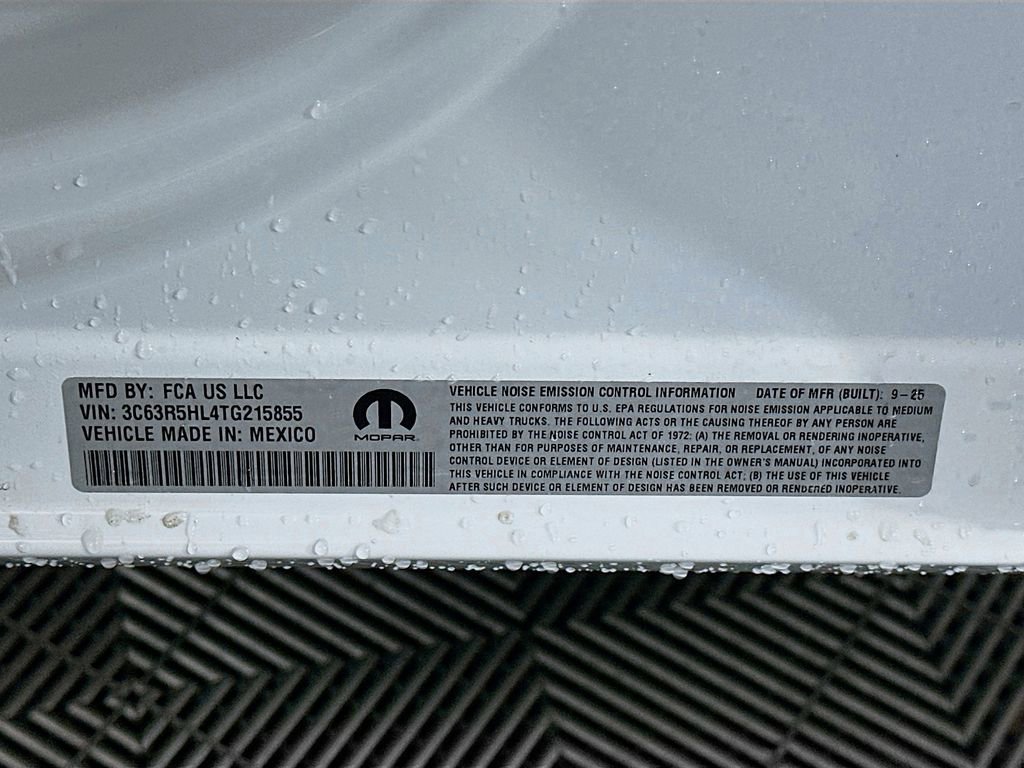 MFD BY: FCA US LLC
VIN: 3C63R5HL4TG215855
VEHICLE MADE IN: MEXICO
MOPAR
VEHICLE NOISE EMISSION CONTROL INFORMATION DATE OF MFR (BUILT): 9-25
THIS VEHICLE CONFORMS TO U.S. EPA REGULATIONS FOR NOISE EMISSION APPLICABLE TO MEDIUM
AND HEAVY TRUCKS. THE FOLLOWING ACTS OR THE CAUSING THEREOF BY ANY PERSON ARE
PROHIBITED BY THE NOISE CONTROL ACT OF 1972: (A) THE REMOVAL OR RENDERING INOPERATIVE,
OTHER THAN FOR PURPOSES OF MAINTENANCE, REPAIR, OR REPLACEMENT, OF ANY NOISE
CONTROL DEVICE OR ELEMENT OF DESIGN (LISTED IN THE OWNER'S MANUAL) INCORPORATED INTO
THIS VEHICLE IN COMPLIANCE WITH THE NOISE CONTROL ACT; (B) THE USE OF THIS VEHICLE
AFTER SUCH DEVICE OR ELEMENT OF DESIGN HAS BEEN REMOVED OR RENDERED INOPERATIVE.